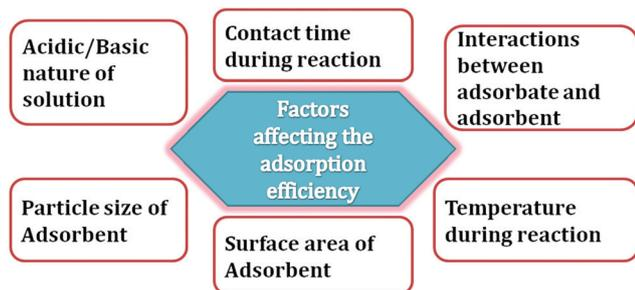 Acidic/Basic
nature of
solution
Contact time
during reaction
Interactions
between
adsorbate and
adsorbent
Factors
affecting the
adsorption
efficiency
Particle size of
Adsorbent
Surface area of
Adsorbent
Temperature
during reaction